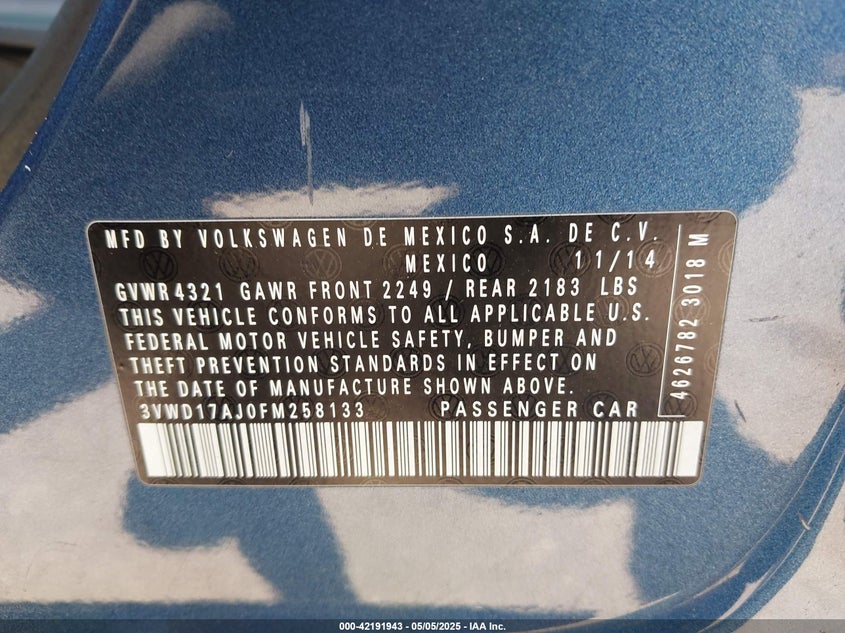 MFD BY VOLKSWAGEN DE MEXICO S.A. DE C.V.
MEXICO 11/14
GVWR 4321 GAWR FRONT 2249 / REAR 2183 LBS
THIS VEHICLE CONFORMS TO ALL APPLICABLE U.S.
FEDERAL MOTOR VEHICLE SAFETY, BUMPER AND
THEFT PREVENTION STANDARDS IN EFFECT ON
THE DATE OF MANUFACTURE SHOWN ABOVE.
3VWD17AJ0FM258133 PASSENGER CAR
4626782 3018 M
000-42191943 - 05/05/2025 - IAA Inc.